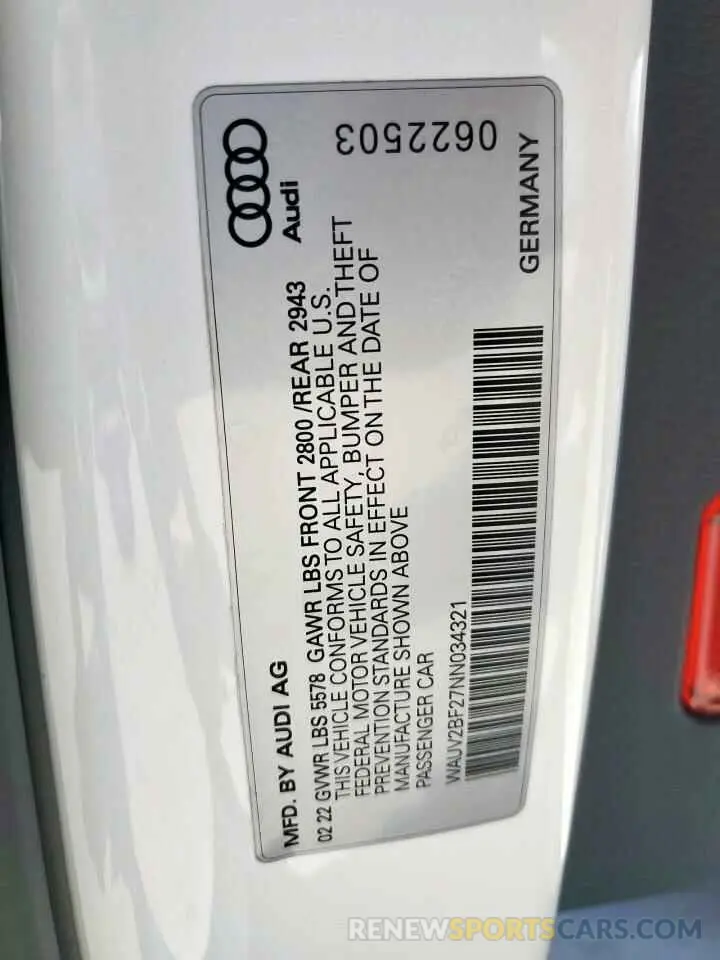 Audi
MFD. BY AUDI AG
02 22 GVWR LBS 5578 GAWR LBS FRONT 2800 /REAR 2943
THIS VEHICLE CONFORMS TO ALL APPLICABLE U.S.
FEDERAL MOTOR VEHICLE SAFETY, BUMPER AND THEFT
PREVENTION STANDARDS IN EFFECT ON THE DATE OF
MANUFACTURE SHOWN ABOVE
PASSENGER CAR
WAUV2BF27NN034321
GERMANY
0622503
RENEWSPORTSCARS.COM